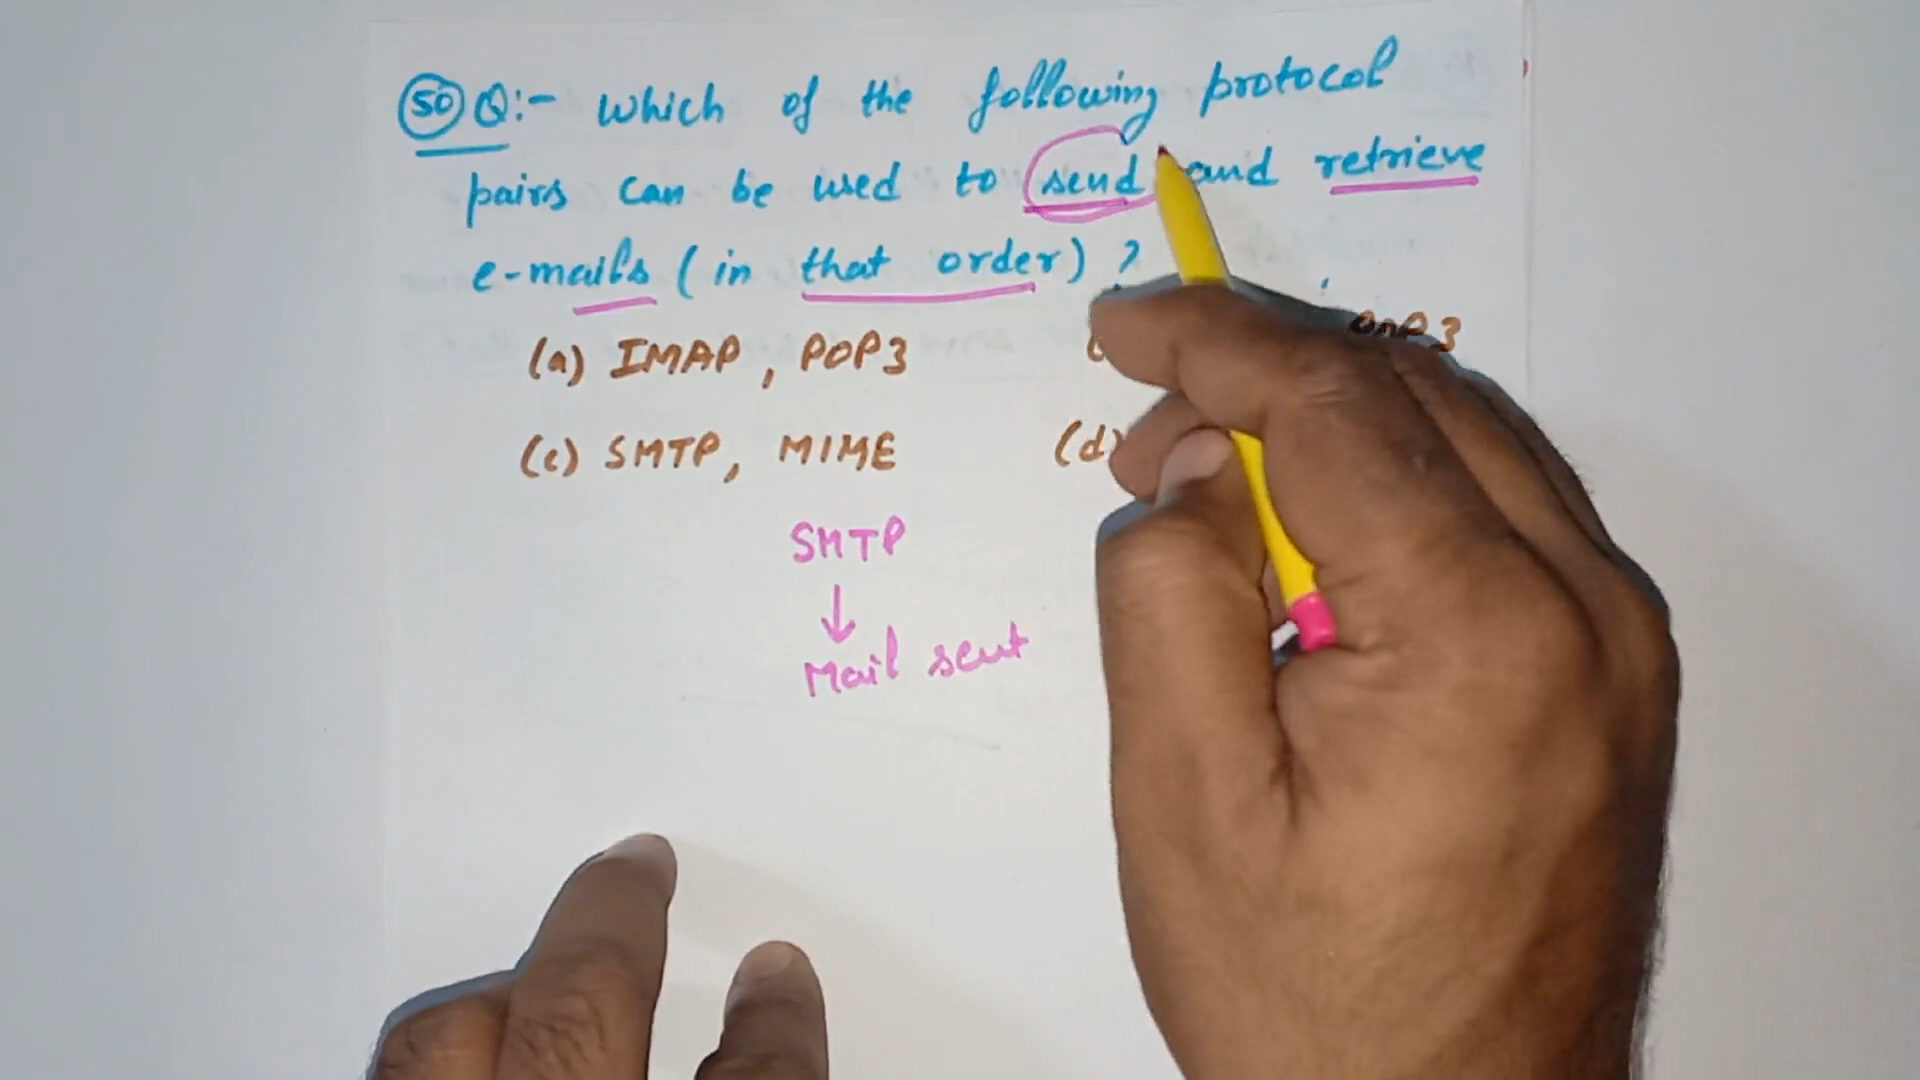 50 Q:- Which of the following protocol
pairs can be used to send and retrieve
e-mails (in that order) ?
(a) IMAP, POP3
POP3
(c) SMTP, MIME (d)
SMTP
↓
Mail sent